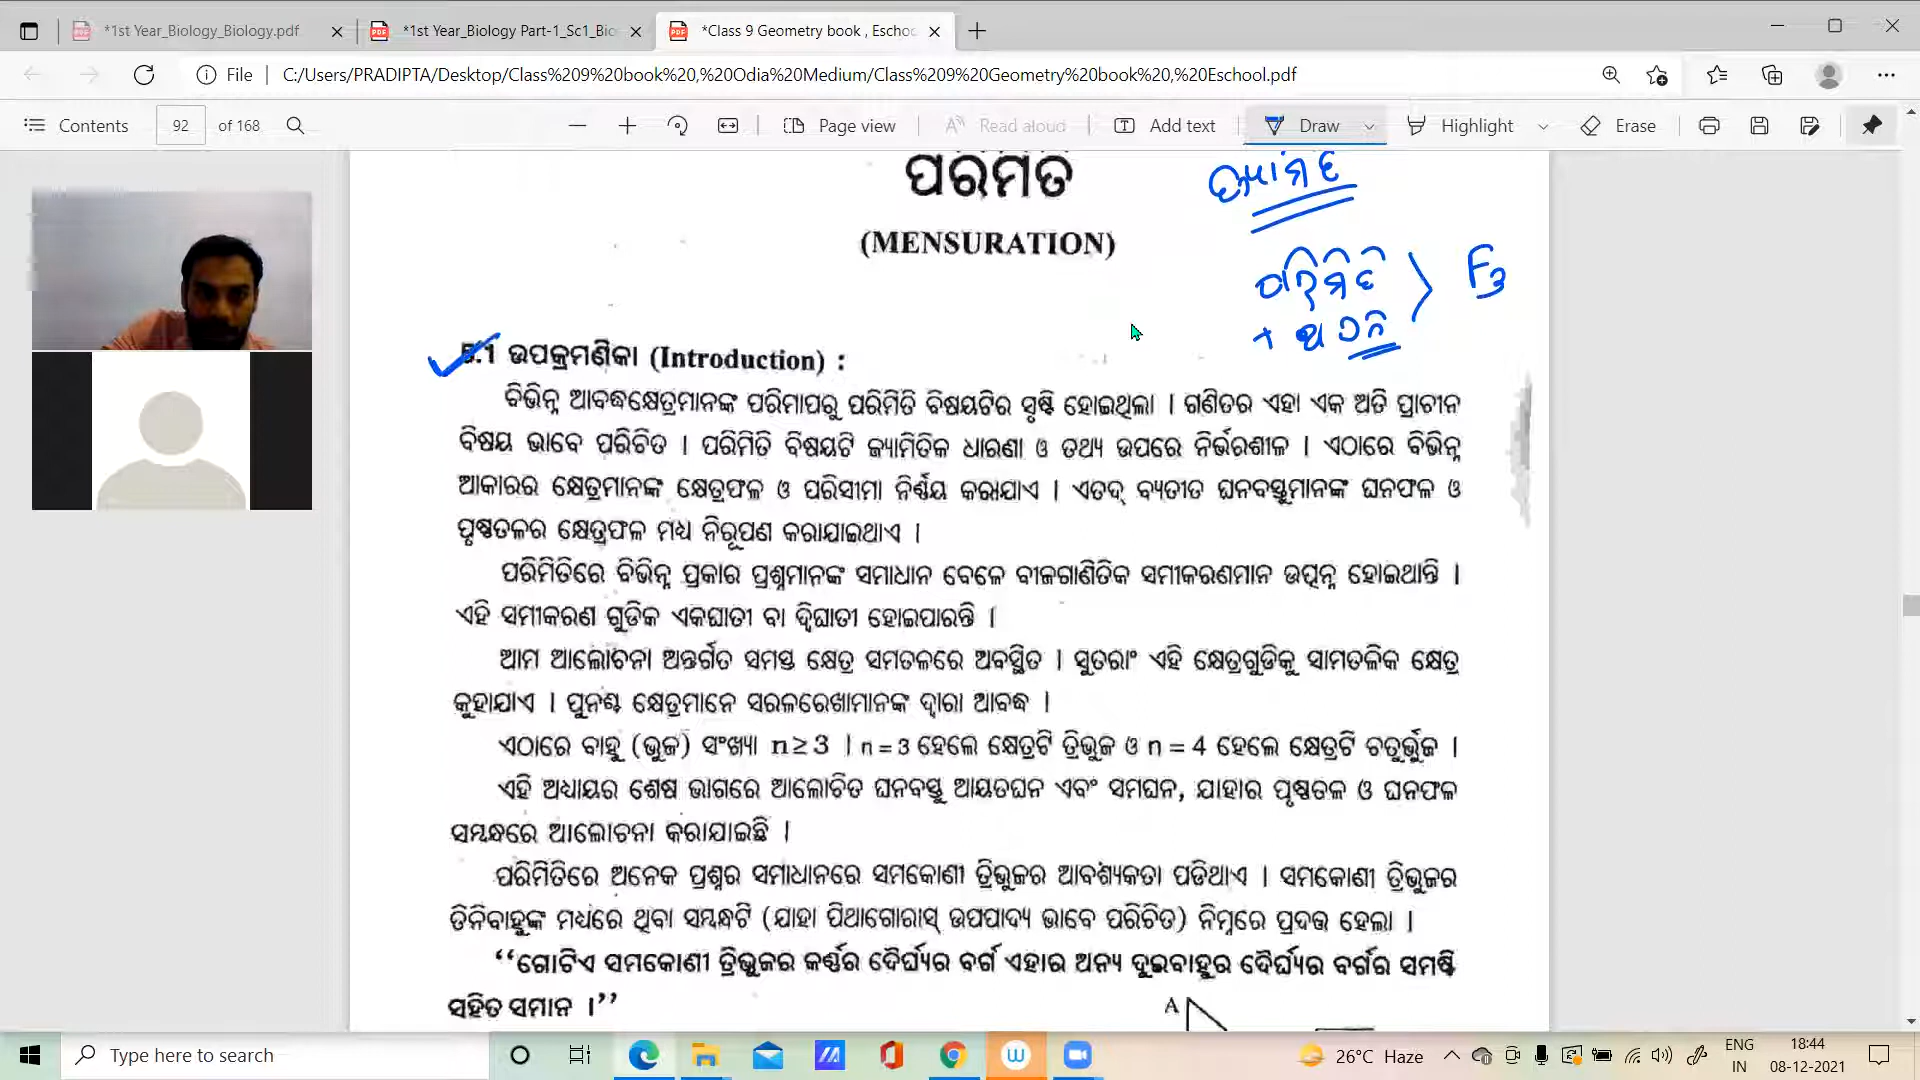 *1st Year_Biology_Biology.pdf
*1st Year_Biology Part-1_Sc1_Bio
*Class 9 Geometry book , Escho
File
C:/Users/PRADIPTA/Desktop/Class%209%20book%20,%20Odia%20Medium/Class%209%20Geometry%20book%20,%20Eschool.pdf
Contents 92 of 168 Page view Read aloud Add text Draw Highlight Erase
ପରିମିତି
(MENSURATION)
ପରିମିତି
+
5.1 ଉପକ୍ରମଣିକା (Introduction) :
ବିଭିନ୍ନ ଆବଦ୍ଧକ୍ଷେତ୍ରମାନଙ୍କ ପରିମାପରୁ ପରିମିତି ବିଷୟଟିର ସୃଷ୍ଟି ହୋଇଥିଲା । ଗଣିତର ଏହା ଏକ ଅତି ପ୍ରାଚୀନ
ବିଷୟ ଭାବେ ପରିଚିତ । ପରିମିତି ବିଷୟଟି ଜ୍ୟାମିତିକ ଧାରଣା ଓ ତଥ୍ୟ ଉପରେ ନିର୍ଭରଶୀଳ । ଏଠାରେ ବିଭିନ୍ନ
ଆକାରର କ୍ଷେତ୍ରମାନଙ୍କ କ୍ଷେତ୍ରଫଳ ଓ ପରିସୀମା ନିର୍ଣ୍ଣୟ କରାଯାଏ । ଏତଦ୍ ବ୍ୟତୀତ ଘନବସ୍ତୁମାନଙ୍କ ଘନଫଳ ଓ
ପୃଷ୍ଠତଳର କ୍ଷେତ୍ରଫଳ ମଧ୍ୟ ନିରୂପଣ କରାଯାଇଥାଏ ।
ପରିମିତିରେ ବିଭିନ୍ନ ପ୍ରକାର ପ୍ରଶ୍ନମାନଙ୍କ ସମାଧାନ ବେଳେ ବୀଜଗାଣିତିକ ସମୀକରଣମାନ ଉତ୍ପନ୍ନ ହୋଇଥାନ୍ତି ।
ଏହି ସମୀକରଣ ଗୁଡିକ ଏକଘାତୀ ବା ଦ୍ୱିଘାତୀ ହୋଇପାରନ୍ତି ।
ଆମ ଆଲୋଚନା ଅନ୍ତର୍ଗତ ସମସ୍ତ କ୍ଷେତ୍ର ସମତଳରେ ଅବସ୍ଥିତ । ସୁତରାଂ ଏହି କ୍ଷେତ୍ରଗୁଡିକୁ ସାମତଳିକ କ୍ଷେତ୍ର
କୁହାଯାଏ । ପୁନଶ୍ଚ କ୍ଷେତ୍ରମାନେ ସରଳରେଖାମାନଙ୍କ ଦ୍ୱାରା ଆବଦ୍ଧ ।
ଏଠାରେ ବାହୁ (ଭୁଜ) ସଂଖ୍ୟା n ≥ 3 । n = 3 ହେଲେ କ୍ଷେତ୍ରଟି ତ୍ରିଭୁଜ ଓ n = 4 ହେଲେ କ୍ଷେତ୍ରଟି ଚତୁର୍ଭୁଜ ।
ଏହି ଅଧ୍ୟାୟର ଶେଷ ଭାଗରେ ଆଲୋଚିତ ଘନବସ୍ତୁ ଆୟତଘନ ଏବଂ ସମଘନ, ଯାହାର ପୃଷ୍ଠତଳ ଓ ଘନଫଳ
ସମ୍ବନ୍ଧରେ ଆଲୋଚନା କରାଯାଇଛି ।
ପରିମିତିରେ ଅନେକ ପ୍ରଶ୍ନର ସମାଧାନରେ ସମକୋଣୀ ତ୍ରିଭୁଜର ଆବଶ୍ୟକତା ପଡିଥାଏ । ସମକୋଣୀ ତ୍ରିଭୁଜର
ତିନିବାହୁଙ୍କ ମଧ୍ୟରେ ଥିବା ସମ୍ବନ୍ଧଟି (ଯାହା ପିଥାଗୋରାସ୍ ଉପପାଦ୍ୟ ଭାବେ ପରିଚିତ) ନିମ୍ନରେ ପ୍ରଦତ୍ତ ହେଲା ।
‘‘ଗୋଟିଏ ସମକୋଣୀ ତ୍ରିଭୁଜର କର୍ଣ୍ଣର ଦୈର୍ଘ୍ୟର ବର୍ଗ ଏହାର ଅନ୍ୟ ଦୁଇବାହୁର ଦୈର୍ଘ୍ୟର ବର୍ଗର ସମଷ୍ଟି
ସହିତ ସମାନ ।’’
A
Type here to search
26°C Haze
ENG
IN
18:44
08-12-2021